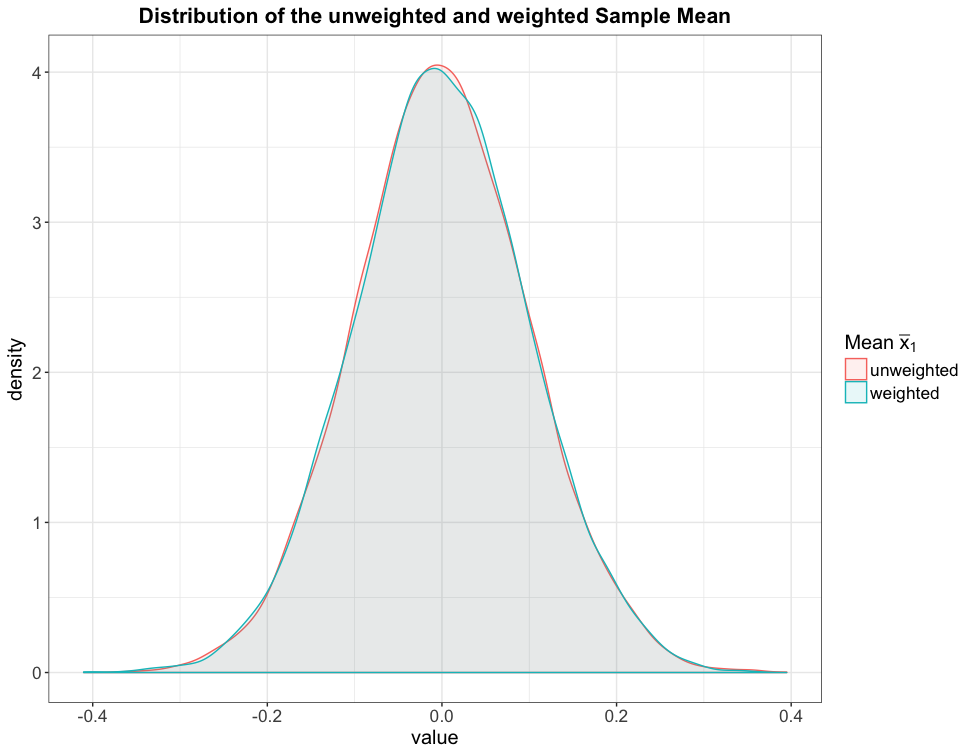 Distribution of the unweighted and weighted Sample Mean
density
4
3
2
1
0
-0.4 -0.2 0.0 0.2 0.4
value
Mean x̅₁
unweighted
weighted